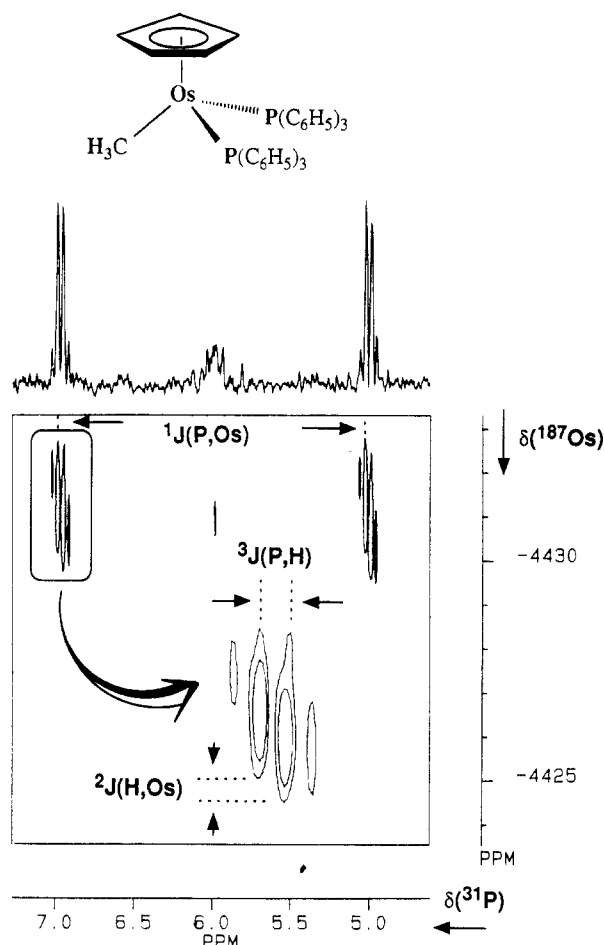 Os
P(C₆H₅)₃
H₃C
P(C₆H₅)₃
¹J(P,Os)
δ(¹⁸⁷Os)
³J(P,H)
-4430
²J(H,Os)
-4425
PPM
7.0 6.5 6.0 5.5 5.0
PPM
δ(³¹P)